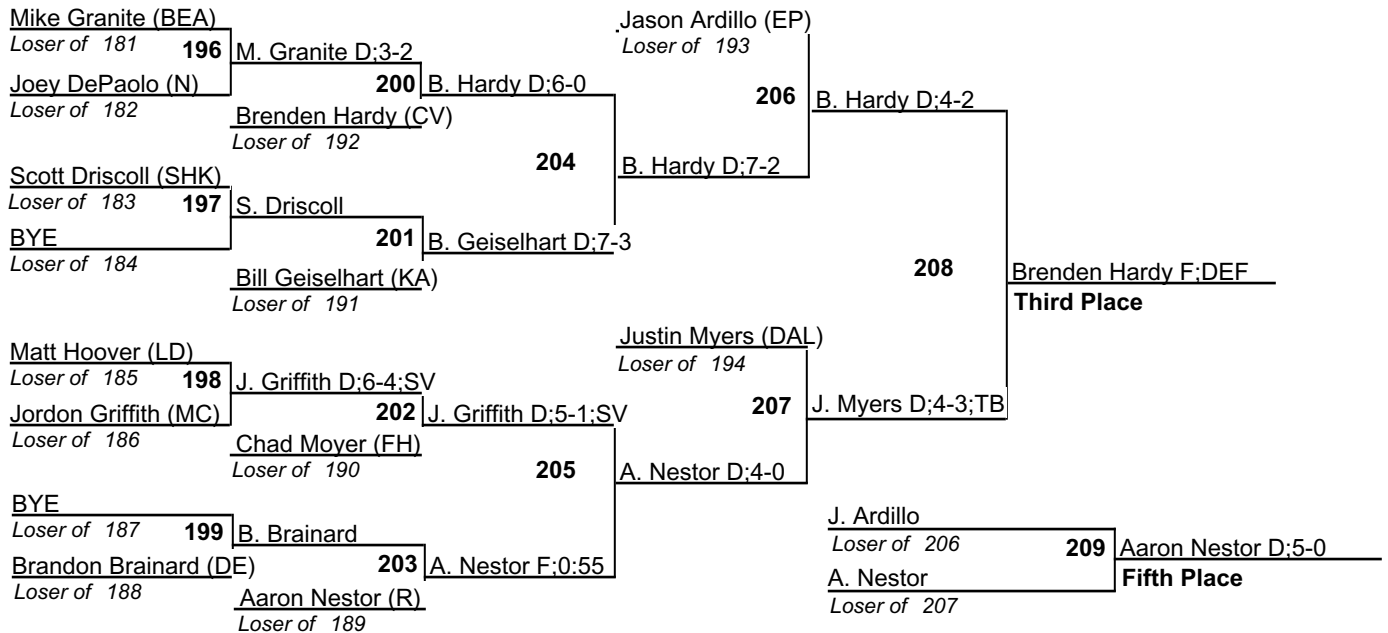 Mike Granite (BEA)
Loser of 181
196
M. Granite D;3-2
Joey DePaolo (N)
Loser of 182
200
B. Hardy D;6-0
Brenden Hardy (CV)
Loser of 192
Scott Driscoll (SHK)
Loser of 183
197
S. Driscoll
BYE
Loser of 184
201
B. Geiselhart D;7-3
Bill Geiselhart (KA)
Loser of 191
204
B. Hardy D;7-2
Jason Ardillo (EP)
Loser of 193
206
B. Hardy D;4-2
Matt Hoover (LD)
Loser of 185
198
J. Griffith D;6-4;SV
Jordon Griffith (MC)
Loser of 186
202
J. Griffith D;5-1;SV
Chad Moyer (FH)
Loser of 190
BYE
Loser of 187
199
B. Brainard
Brandon Brainard (DE)
Loser of 188
203
A. Nestor F;0:55
Aaron Nestor (R)
Loser of 189
205
A. Nestor D;4-0
Justin Myers (DAL)
Loser of 194
207
J. Myers D;4-3;TB
208
Brenden Hardy F;DEF
Third Place
J. Ardillo
Loser of 206
209
Aaron Nestor D;5-0
A. Nestor
Fifth Place
Loser of 207